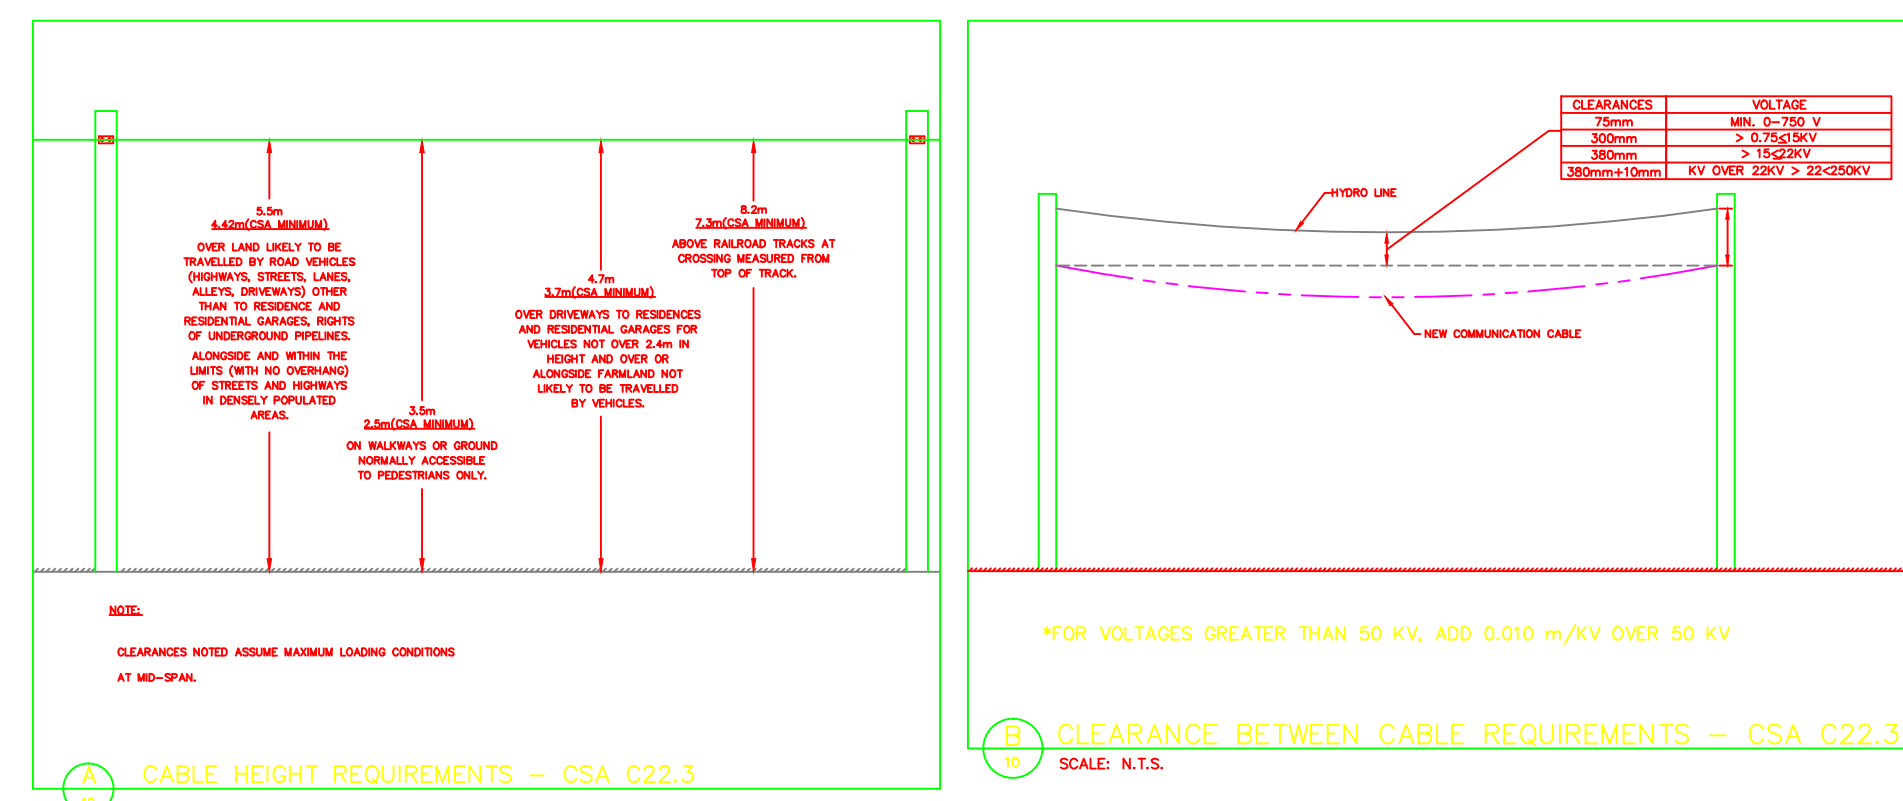 5.5m
4.42m(CSA MINIMUM)
OVER LAND LIKELY TO BE
TRAVELLED BY ROAD VEHICLES
(HIGHWAYS, STREETS, LANES,
ALLEYS, DRIVEWAYS) OTHER
THAN TO RESIDENCE AND
RESIDENTIAL GARAGES, RIGHTS
OF UNDERGROUND PIPELINES.
ALONGSIDE AND WITHIN THE
LIMITS (WITH NO OVERHANG)
OF STREETS AND HIGHWAYS
IN DENSELY POPULATED
AREAS.
3.5m
2.5m(CSA MINIMUM)
ON WALKWAYS OR GROUND
NORMALLY ACCESSIBLE
TO PEDESTRIANS ONLY.
4.7m
3.7m(CSA MINIMUM)
OVER DRIVEWAYS TO RESIDENCES
AND RESIDENTIAL GARAGES FOR
VEHICLES NOT OVER 2.4m IN
HEIGHT AND OVER OR
ALONGSIDE FARMLAND NOT
LIKELY TO BE TRAVELLED
BY VEHICLES.
8.2m
7.3m(CSA MINIMUM)
ABOVE RAILROAD TRACKS AT
CROSSING MEASURED FROM
TOP OF TRACK.
NOTE:
CLEARANCES NOTED ASSUME MAXIMUM LOADING CONDITIONS
AT MID-SPAN.
A
CABLE HEIGHT REQUIREMENTS - CSA C22.3
CLEARANCES VOLTAGE
75mm MIN. 0-750 V
300mm > 0.75≤15KV
380mm > 15≤22KV
380mm+10mm KV OVER 22KV > 22<250KV
HYDRO LINE
NEW COMMUNICATION CABLE
*FOR VOLTAGES GREATER THAN 50 KV, ADD 0.010 m/KV OVER 50 KV
B
10
CLEARANCE BETWEEN CABLE REQUIREMENTS - CSA C22.3
SCALE: N.T.S.